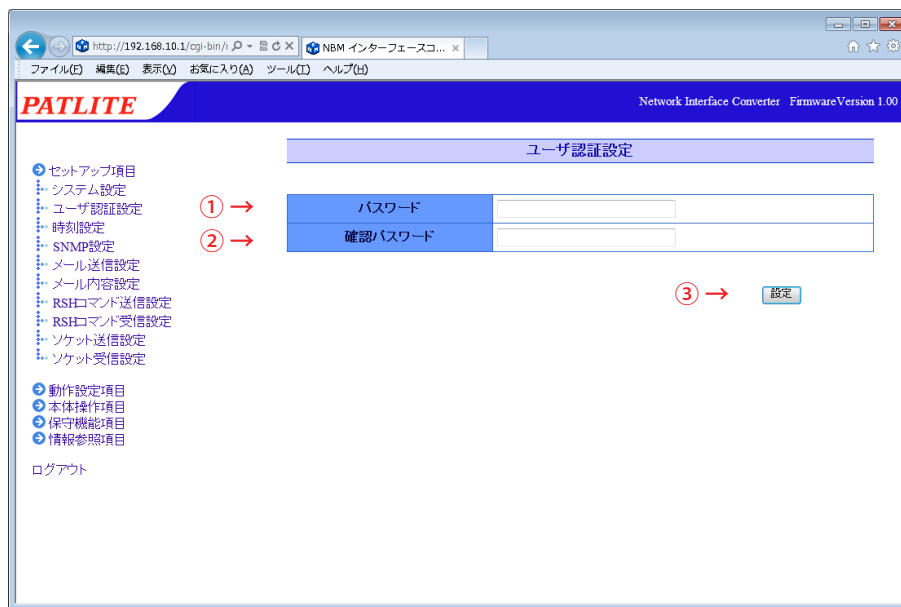 http://192.168.10.1/cgi-bin/i
NBM インターフェースコ...
ファイル(F) 編集(E) 表示(V) お気に入り(A) ツール(T) ヘルプ(H)
PATLITE
Network Interface Converter FirmwareVersion 1.00
ユーザ認証設定
セットアップ項目
システム設定
ユーザ認証設定
時刻設定
SNMP設定
メール送信設定
メール内容設定
RSHコマンド送信設定
RSHコマンド受信設定
ソケット送信設定
ソケット受信設定
動作設定項目
本体操作項目
保守機能項目
情報参照項目
ログアウト
① → パスワード
② → 確認パスワード
③ → 設定